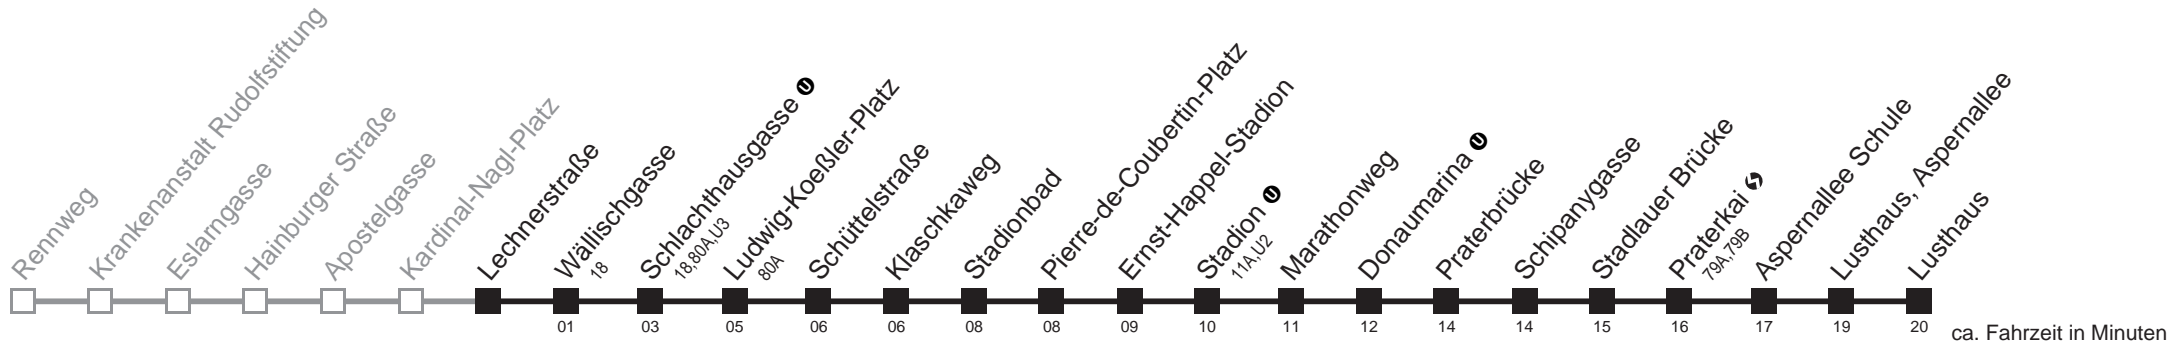 Rennweg
Krankenanstalt Rudolfstiftung
Eslarngasse
Hainburger Straße
Apostelgasse
Kardinal-Nagl-Platz
Lechnerstraße
Wällischgasse
18
Schlachthausgasse U
18,80A,U3
Ludwig-Koeßler-Platz
80A
Schüttelstraße
Klaschkaweg
Stadionbad
Pierre-de-Coubertin-Platz
Ernst-Happel-Stadion
Stadion U
11A,U2
Marathonweg
Donaumarina U
Praterbrücke
Schipanygasse
Stadlauer Brücke
Praterkai
79A,79B
Aspernallee Schule
Lusthaus, Aspernallee
Lusthaus
01 03 05 06 06 08 08 09 10 11 12 14 14 15 16 17 19 20 ca. Fahrzeit in Minuten